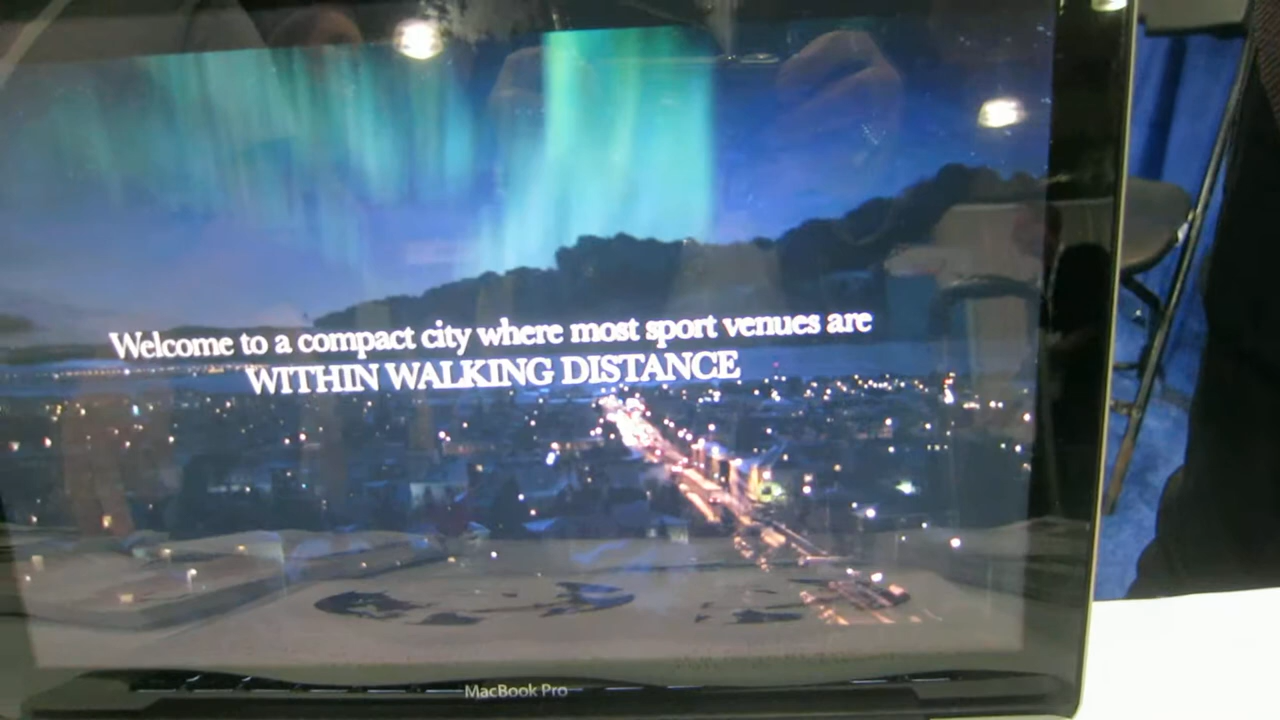 Welcome to a compact city where most sport venues are
WITHIN WALKING DISTANCE
MacBook Pro